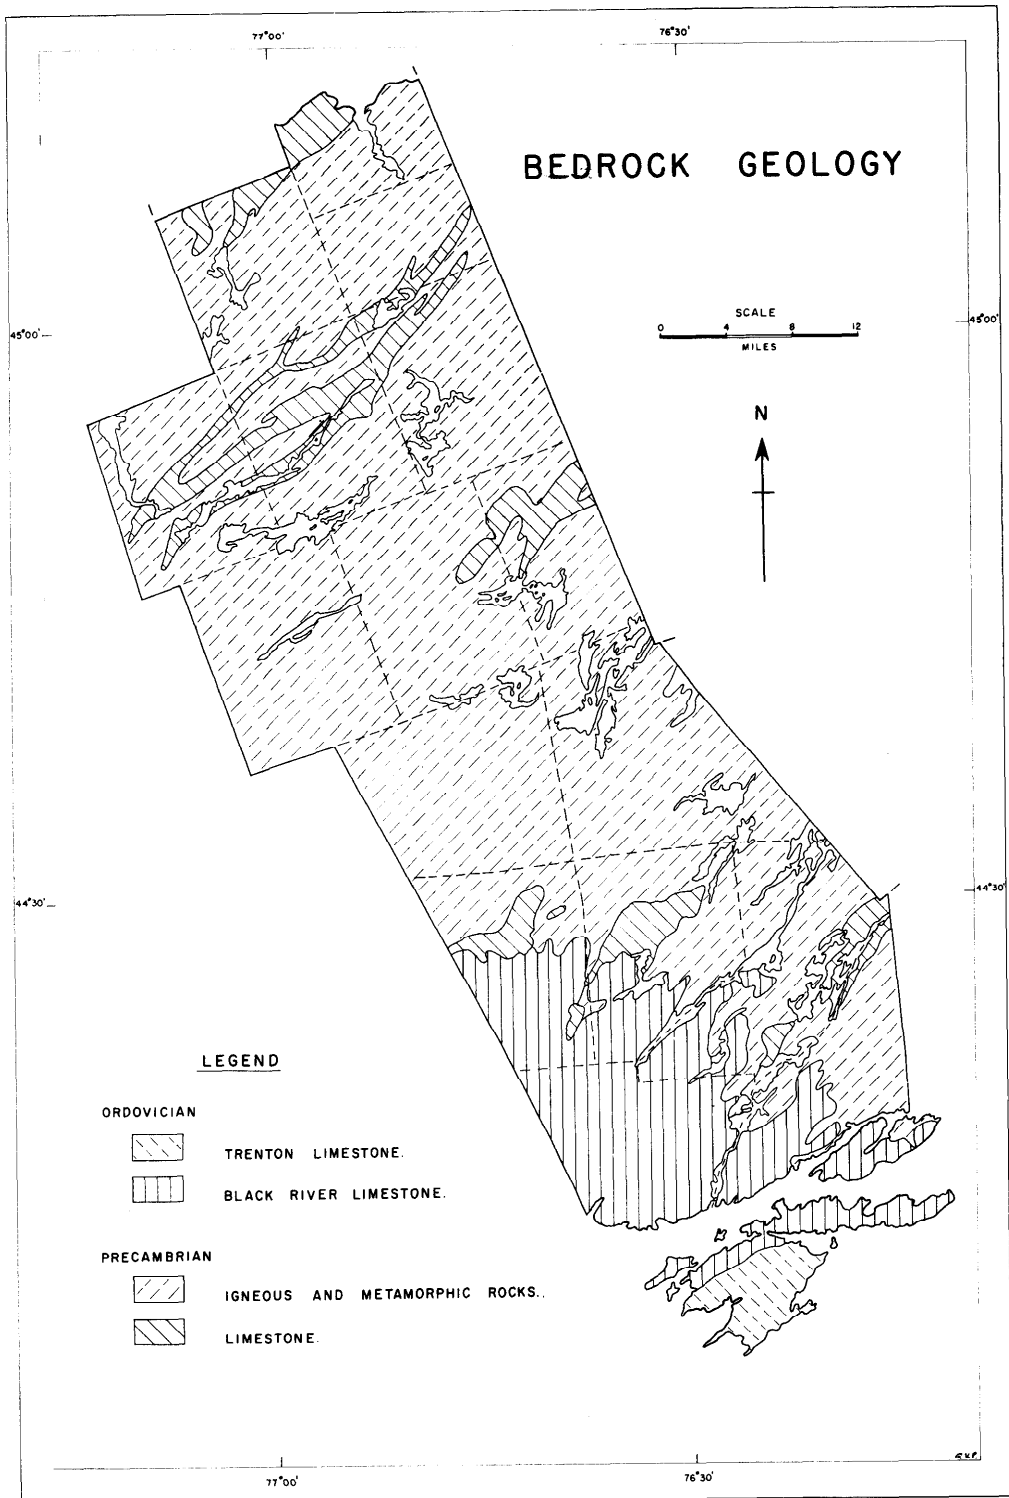 77°00'
76°30'
BEDROCK GEOLOGY
SCALE
0 4 8 12
MILES
45°00'
45°00'
N
44°30'
44°30'
LEGEND
ORDOVICIAN
TRENTON LIMESTONE.
BLACK RIVER LIMESTONE.
PRECAMBRIAN
IGNEOUS AND METAMORPHIC ROCKS..
LIMESTONE.
77°00'
76°30'